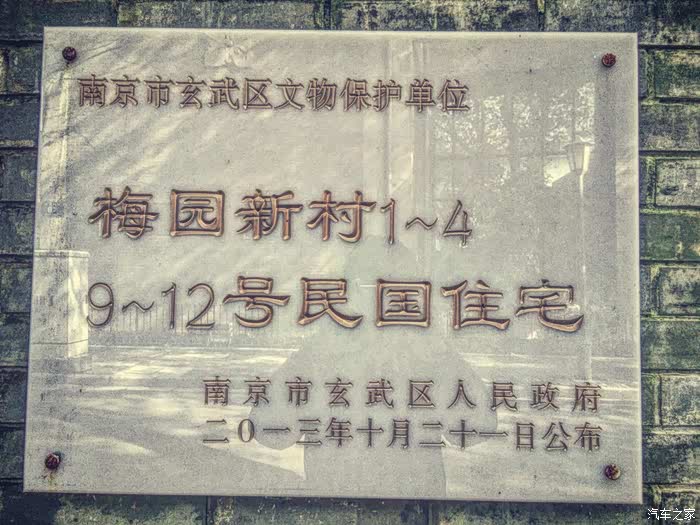 南京市玄武区文物保护单位
梅园新村1~4
9~12号民国住宅
南京市玄武区人民政府
二〇一三年十月二十一日公布
汽车之家